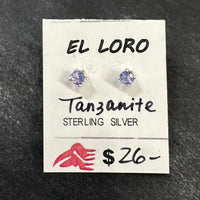 EL LORO
Tanzanite
STERLING SILVER
$26-